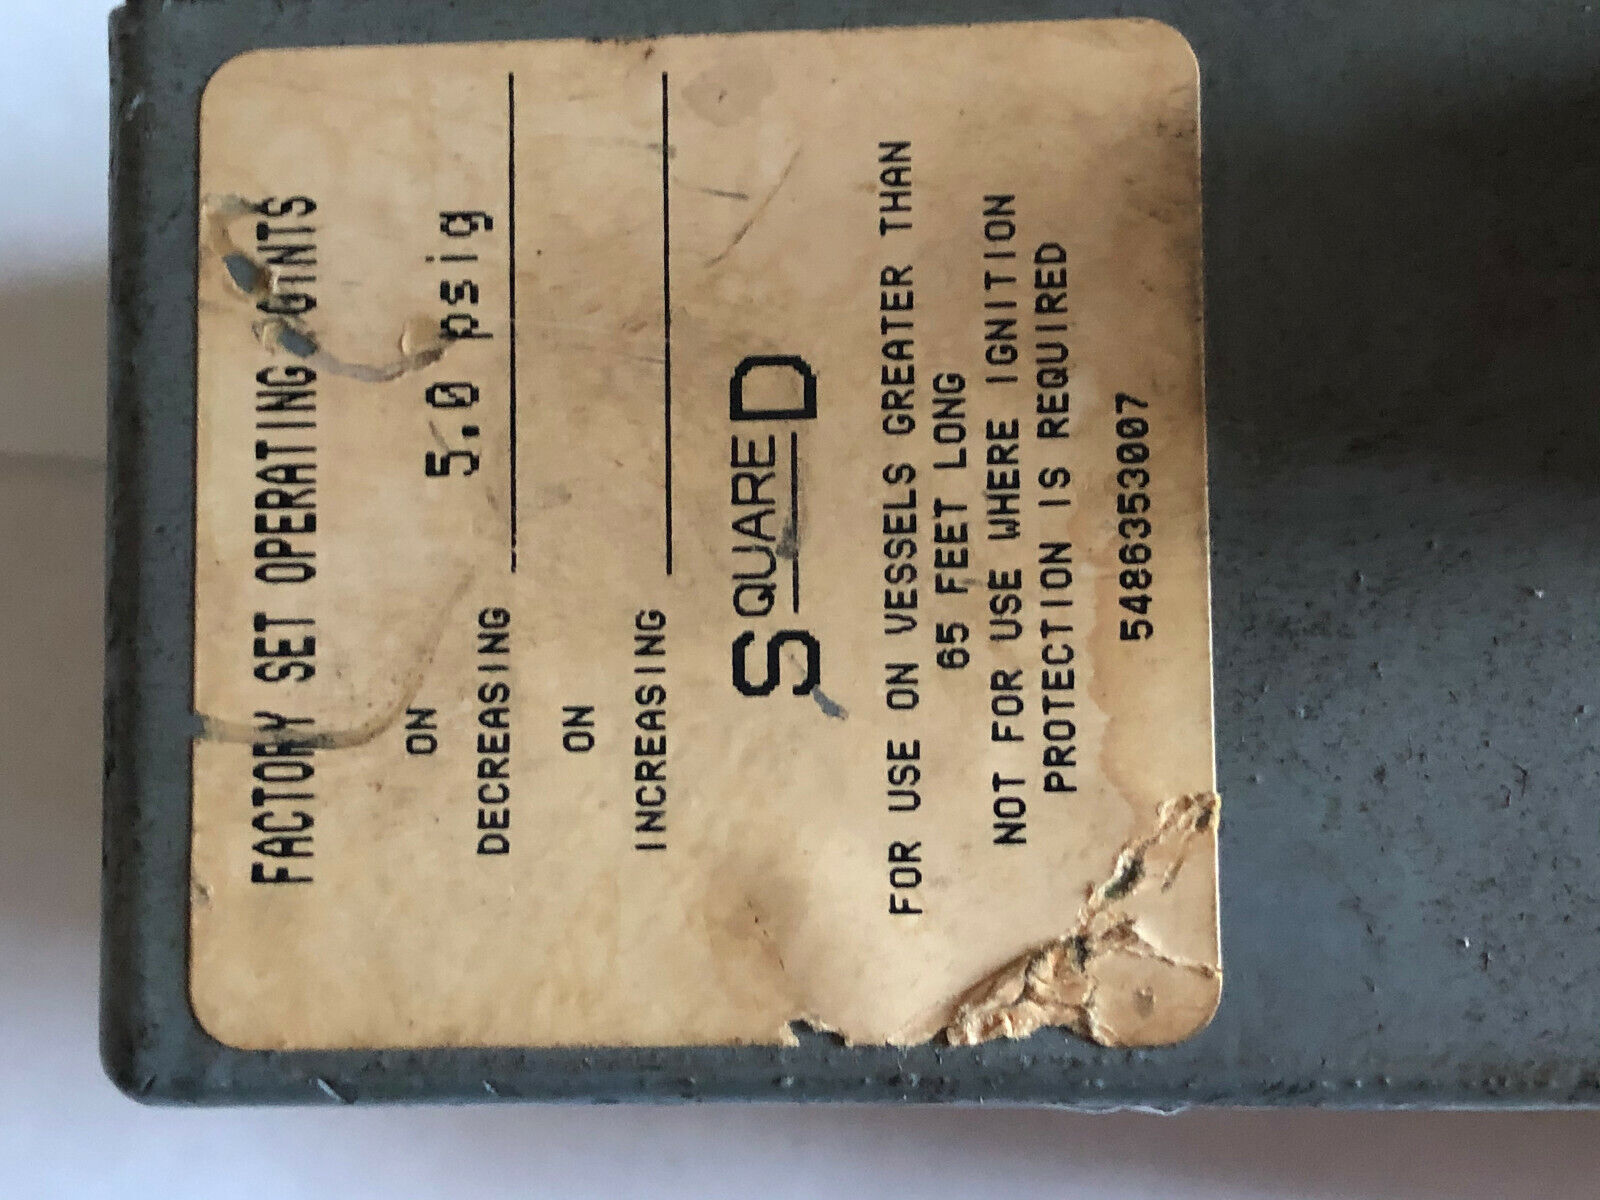 FACTORY SET OPERATING POINTS
ON
DECREASING 5.0 psig
ON
INCREASING
SQUARE D
FOR USE ON VESSELS GREATER THAN
65 FEET LONG
NOT FOR USE WHERE IGNITION
PROTECTION IS REQUIRED
5486353007